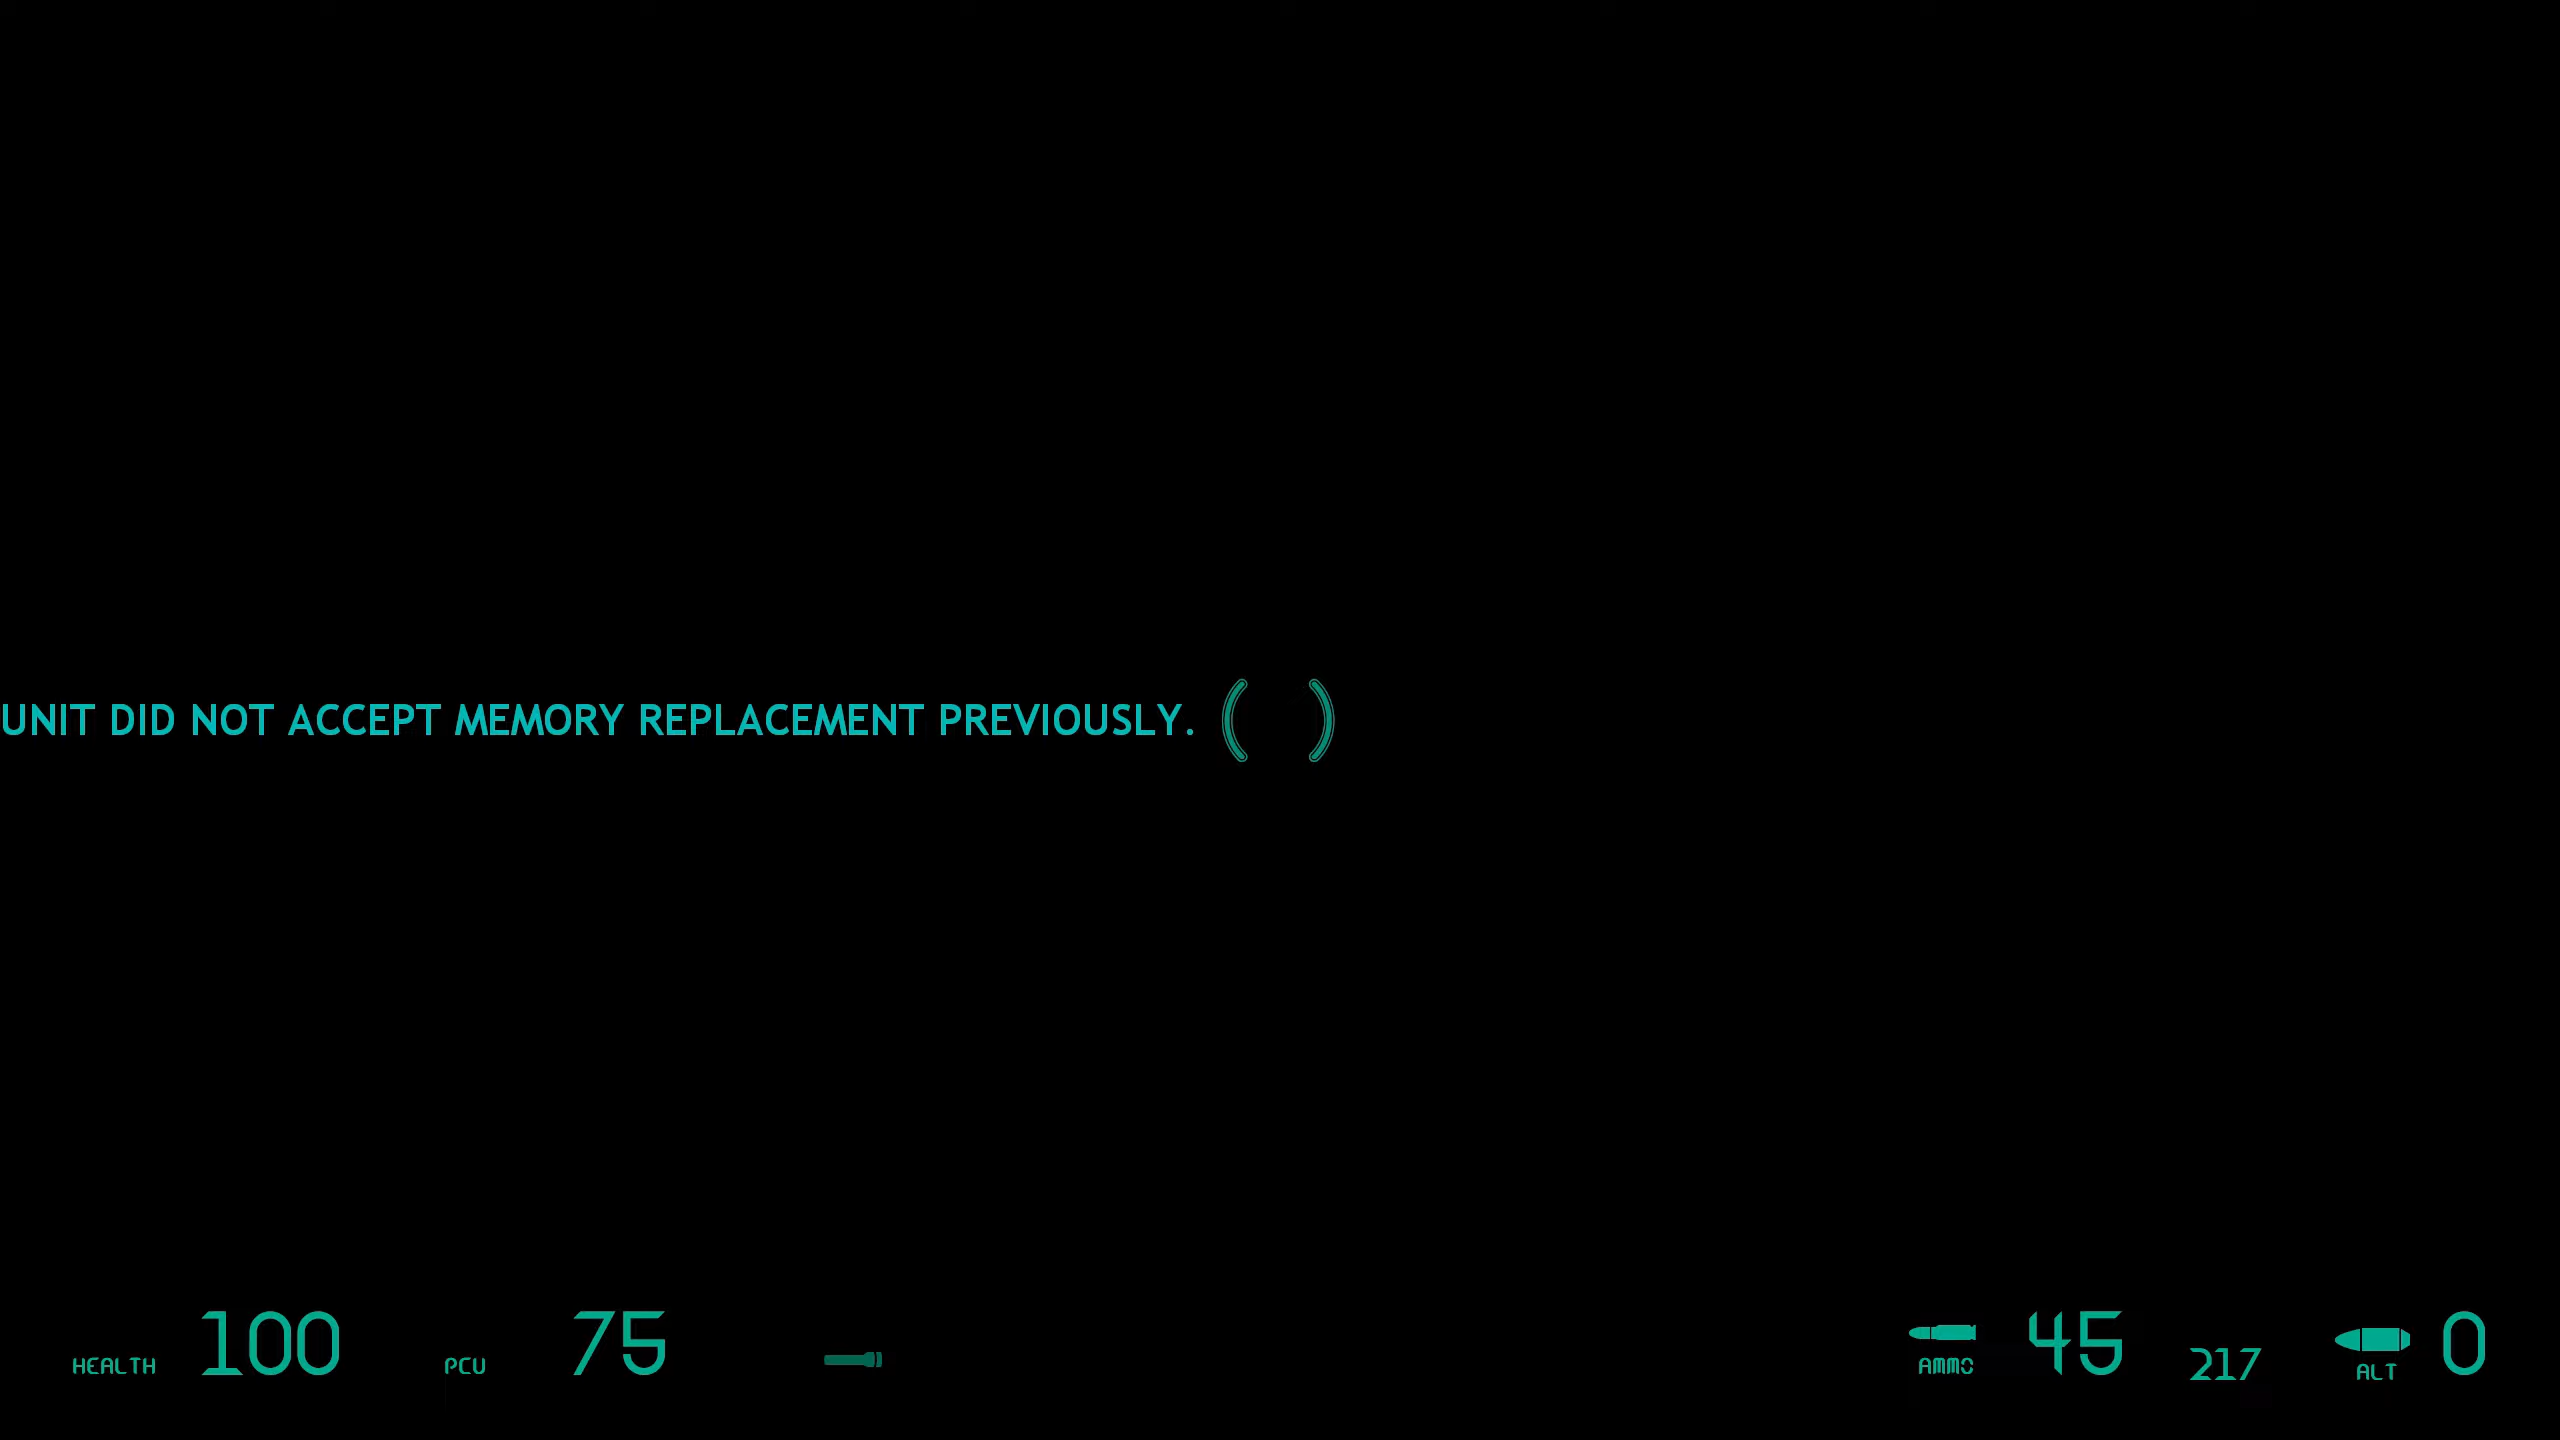 UNIT DID NOT ACCEPT MEMORY REPLACEMENT PREVIOUSLY.
HEALTH 100 PCU 75 AMMO 45 217 ALT 0